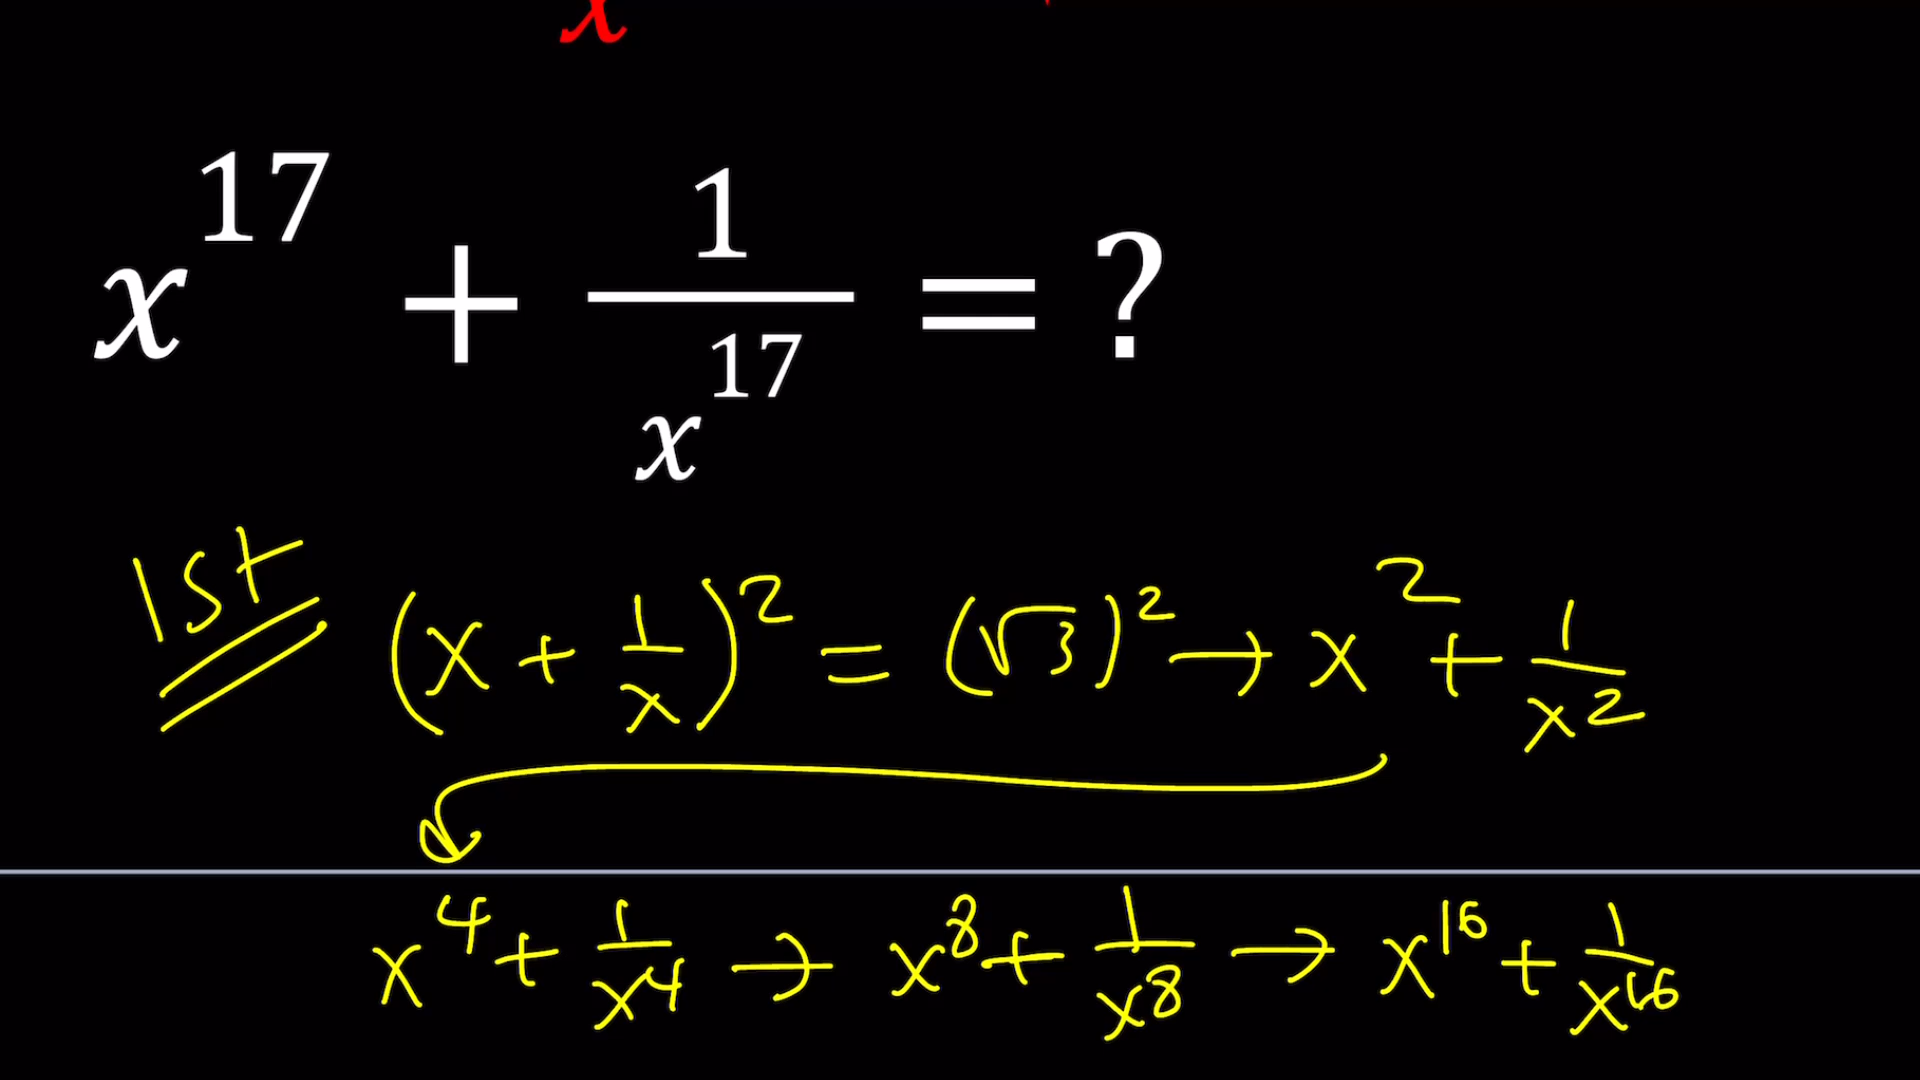 x
x^17 + 1/x^17 = ?
1st (x + 1/x)^2 = (√3)^2 → x^2 + 1/x^2
x^4 + 1/x^4 → x^8 + 1/x^8 → x^16 + 1/x^16